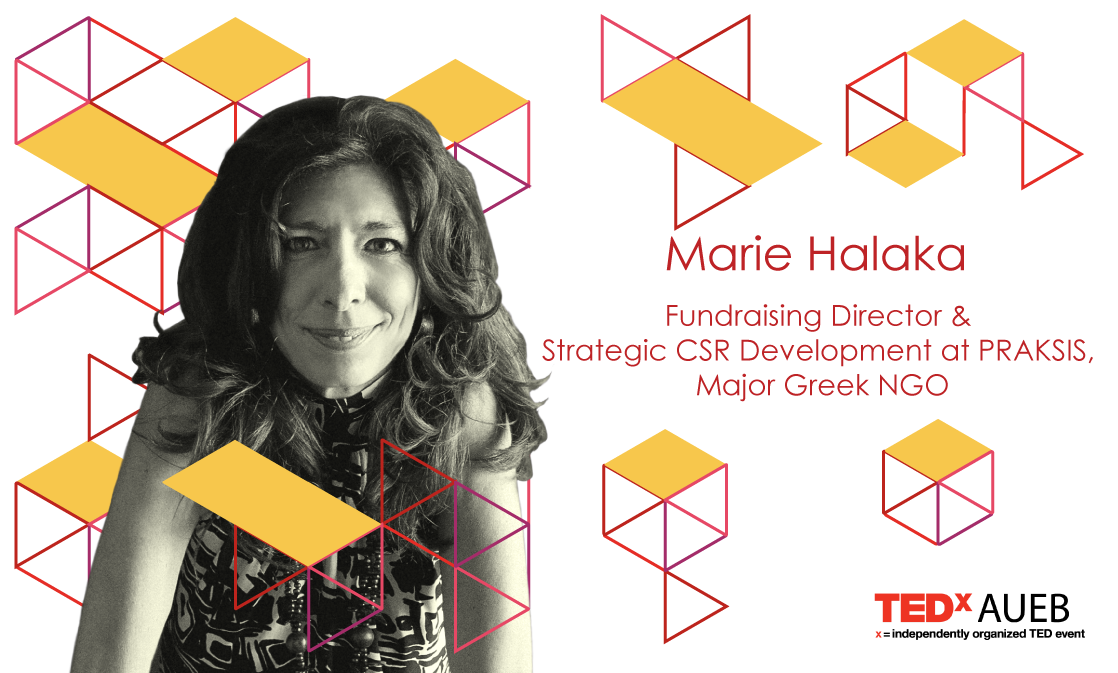 Marie Halaka
Fundraising Director &
Strategic CSR Development at PRAKSIS,
Major Greek NGO
TEDx AUEB
x = independently organized TED event